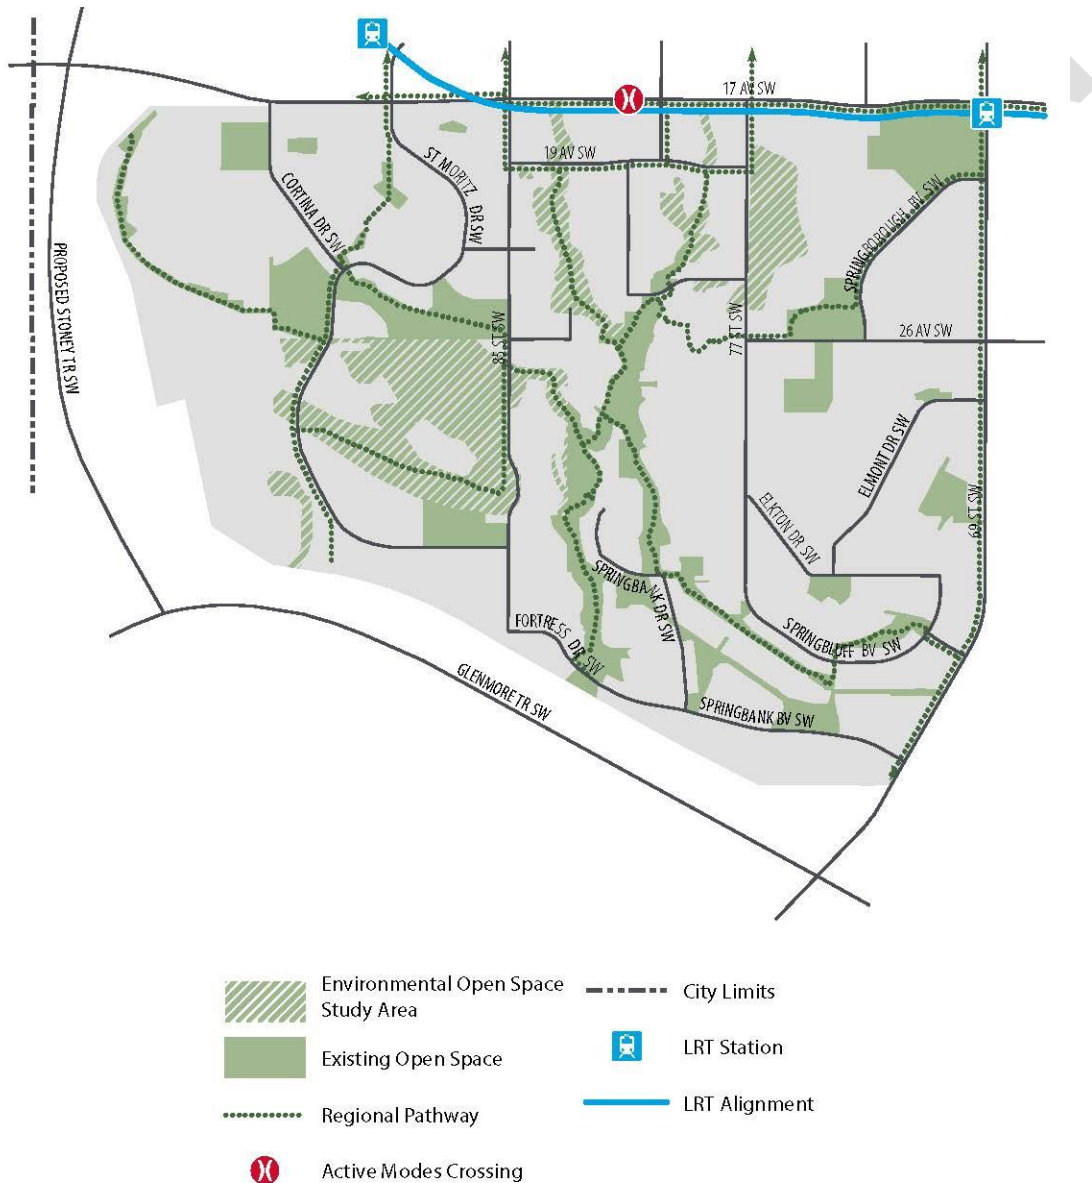 17 AV SW
19 AV SW
ST MORITZ DR SW
CORTINA DR SW
SPRINGBOROUGH BV SW
PROPOSED STONEY TR SW
85 ST SW
77 ST SW
26 AV SW
ELMONT DR SW
69 ST SW
ELKTON DR SW
SPRINGBANK DR SW
FORTRESS DR SW
SPRINGBLUFF BV SW
GLENMORE TR SW
SPRINGBANK BV SW
Environmental Open Space
Study Area
City Limits
Existing Open Space
LRT Station
Regional Pathway
LRT Alignment
Active Modes Crossing